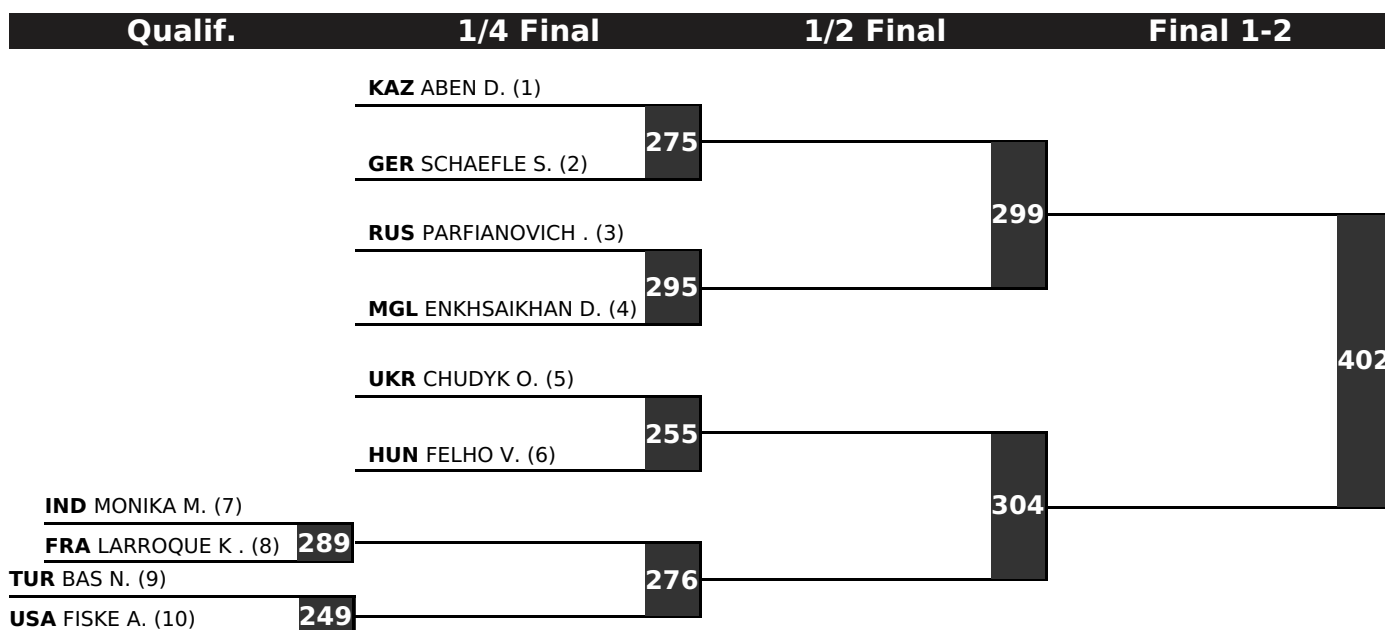 Qualif. 1/4 Final 1/2 Final Final 1-2
KAZ ABEN D. (1)
275
GER SCHAEFLE S. (2)
299
RUS PARFIANOVICH . (3)
295
MGL ENKHSAIKHAN D. (4)
402
UKR CHUDYK O. (5)
255
HUN FELHO V. (6)
304
IND MONIKA M. (7)
FRA LARROQUE K . (8) 289
TUR BAS N. (9)
276
USA FISKE A. (10) 249